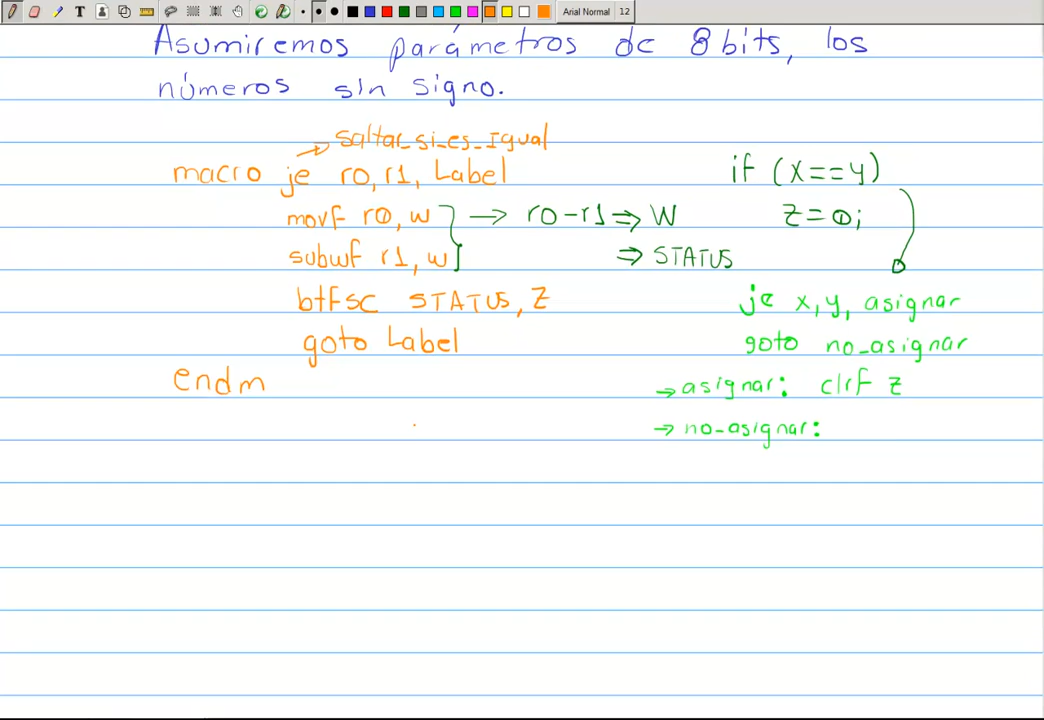 Arial Normal 12
Asumiremos parámetros de 8 bits, los
números sin signo.
saltar_si_es_Igual
macro je r0, r1, Label
movf r0, w
subwf r1, w
btfsc STATUS, Z
goto Label
endm
r0-r1 ⇒ W
⇒ STATUS
if (x==y)
z=0;
je x, y, asignar
goto no_asignar
→ asignar: clrf z
→ no_asignar: